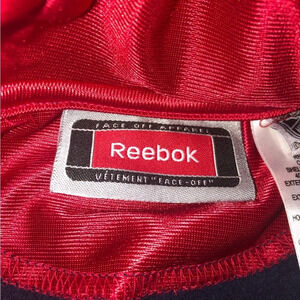 FACE OFF APPAREL
Reebok
VÊTEMENT "FACE-OFF"